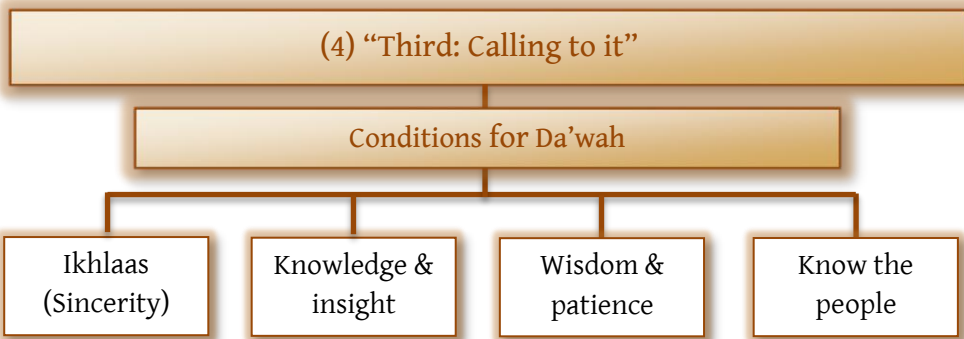 (4) “Third: Calling to it”
Conditions for Da’wah
Ikhlaas
(Sincerity)
Knowledge &
insight
Wisdom &
patience
Know the
people